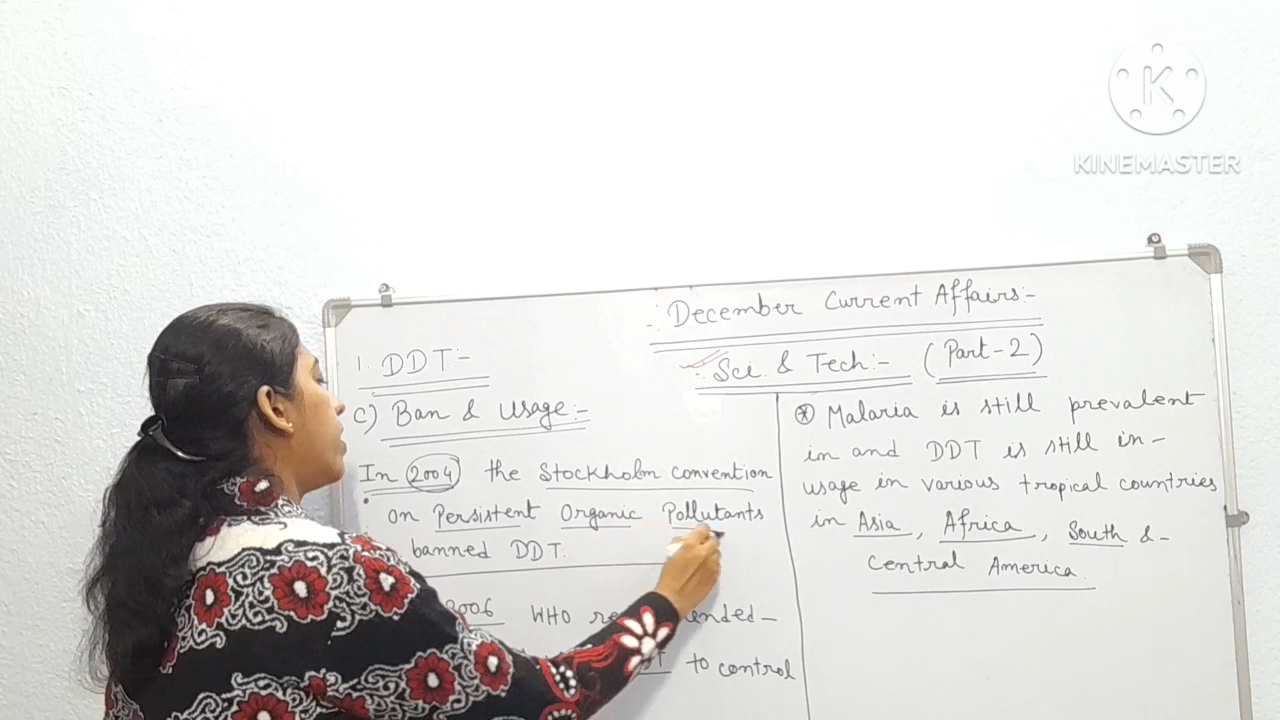 KINEMASTER
December Current Affairs:-
Sci. & Tech:- (Part-2)
1. DDT:-
C) Ban & Usage:-
In 2004 the Stockholm convention
on Persistent Organic Pollutants
banned DDT.
2006 WHO
to control
Malaria is still prevalent
in and DDT is still in-
usage in various tropical countries
in Asia, Africa, South &-
Central America